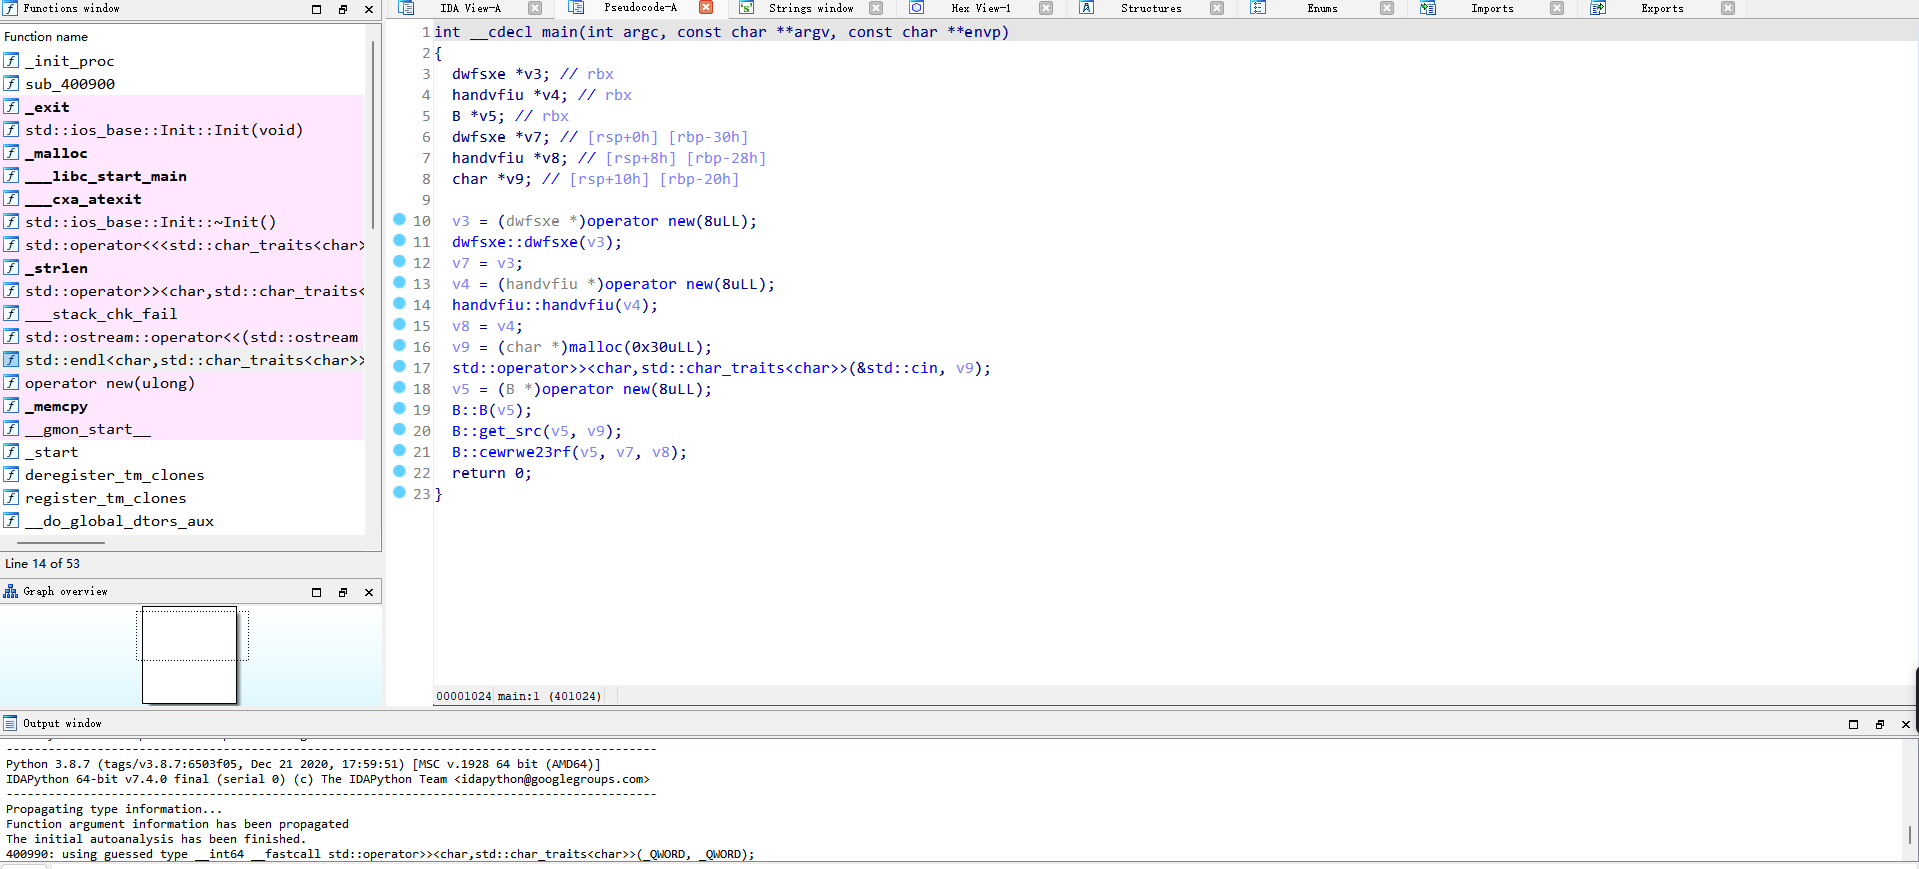 Functions window
Function name
_init_proc
sub_400900
_exit
std::ios_base::Init::Init(void)
_malloc
___libc_start_main
___cxa_atexit
std::ios_base::Init::~Init()
std::operator<<<std::char_traits<char>
_strlen
std::operator>><char,std::char_traits<
___stack_chk_fail
std::ostream::operator<<(std::ostream
std::endl<char,std::char_traits<char>>
operator new(ulong)
_memcpy
__gmon_start__
_start
deregister_tm_clones
register_tm_clones
__do_global_dtors_aux
Line 14 of 53
Graph overview
IDA View-A
Pseudocode-A
Strings window
Hex View-1
Structures
Enums
Imports
Exports
1 int __cdecl main(int argc, const char **argv, const char **envp)
2 {
3   dwfsxe *v3; // rbx
4   handvfiu *v4; // rbx
5   B *v5; // rbx
6   dwfsxe *v7; // [rsp+0h] [rbp-30h]
7   handvfiu *v8; // [rsp+8h] [rbp-28h]
8   char *v9; // [rsp+10h] [rbp-20h]
9
10   v3 = (dwfsxe *)operator new(8uLL);
11   dwfsxe::dwfsxe(v3);
12   v7 = v3;
13   v4 = (handvfiu *)operator new(8uLL);
14   handvfiu::handvfiu(v4);
15   v8 = v4;
16   v9 = (char *)malloc(0x30uLL);
17   std::operator>><char,std::char_traits<char>>(&std::cin, v9);
18   v5 = (B *)operator new(8uLL);
19   B::B(v5);
20   B::get_src(v5, v9);
21   B::cewrwe23rf(v5, v7, v8);
22   return 0;
23 }
00001024 main:1 (401024)
Output window
Python 3.8.7 (tags/v3.8.7:6503f05, Dec 21 2020, 17:59:51) [MSC v.1928 64 bit (AMD64)]
IDAPython 64-bit v7.4.0 final (serial 0) (c) The IDAPython Team <idapython@googlegroups.com>
Propagating type information...
Function argument information has been propagated
The initial autoanalysis has been finished.
400990: using guessed type __int64 __fastcall std::operator>><char,std::char_traits<char>>(_QWORD, _QWORD);